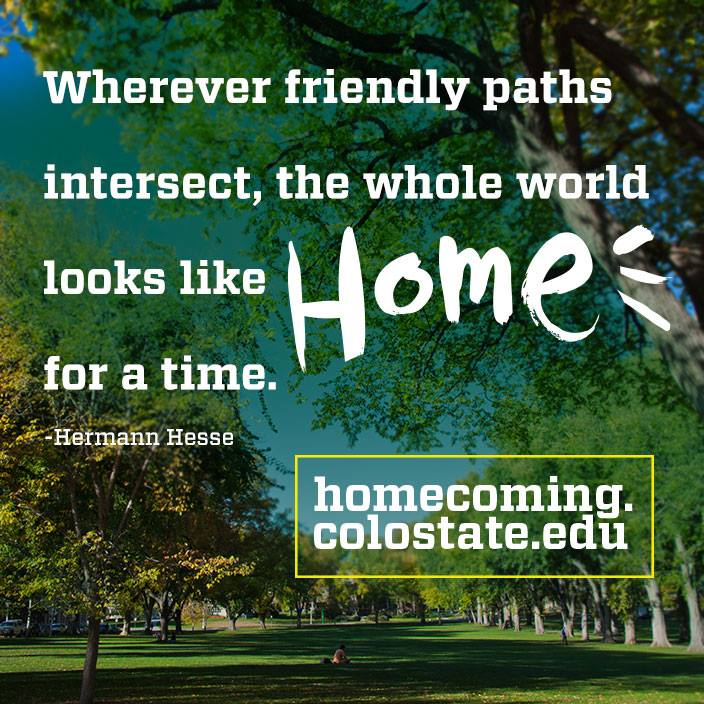 Wherever friendly paths
intersect, the whole world
looks like Home
for a time.
-Hermann Hesse
homecoming.
colostate.edu